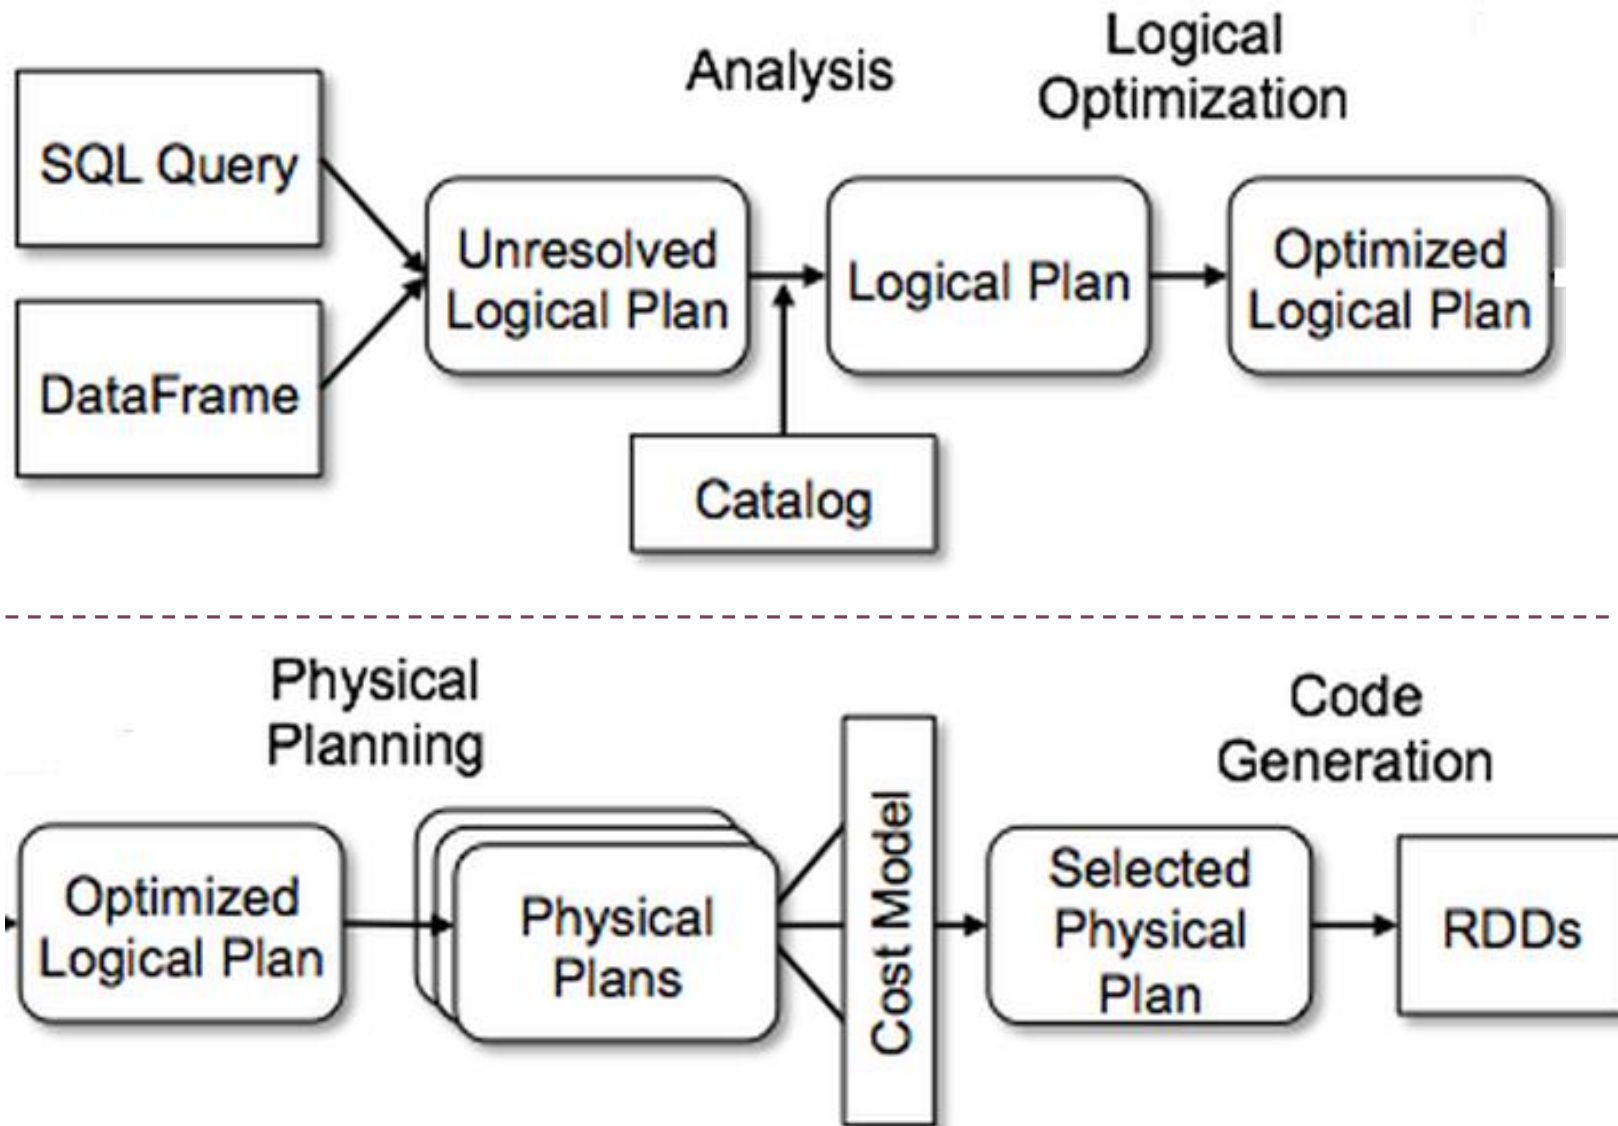 Analysis
Logical
Optimization
SQL Query
DataFrame
Unresolved
Logical Plan
Logical Plan
Optimized
Logical Plan
Catalog
Physical
Planning
Code
Generation
Optimized
Logical Plan
Physical
Plans
Cost Model
Selected
Physical
Plan
RDDs